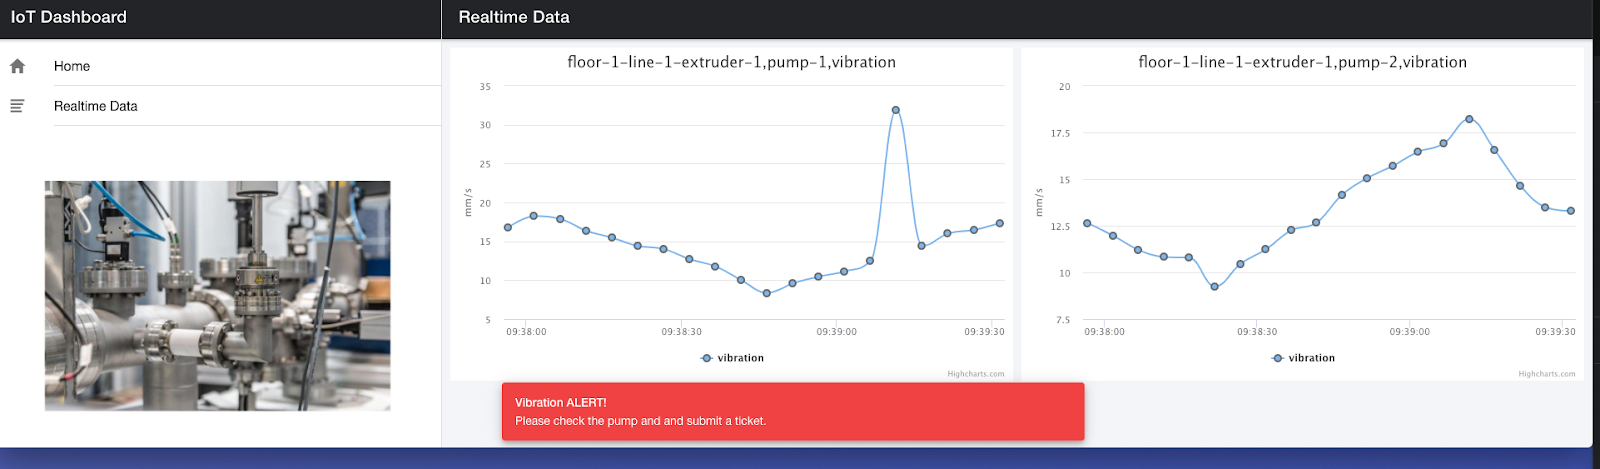 IoT Dashboard
Realtime Data
Home
Realtime Data
floor-1-line-1-extruder-1,pump-1,vibration
35
30
25
20
15
10
5
mm/s
09:38:00 09:38:30 09:39:00 09:39:30
vibration
Highcharts.com
floor-1-line-1-extruder-1,pump-2,vibration
20
17.5
15
12.5
10
7.5
mm/s
09:38:00 09:38:30 09:39:00 09:39:30
vibration
Highcharts.com
Vibration ALERT!
Please check the pump and and submit a ticket.